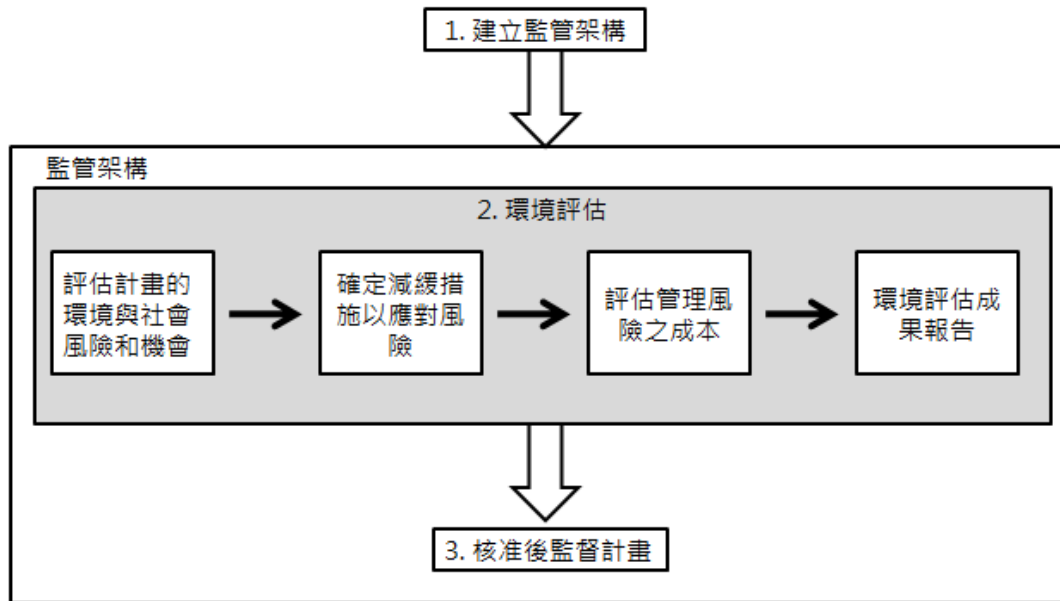 1. 建立監管架構
監管架構
2. 環境評估
評估計畫的
環境與社會
風險和機會
確定減緩措
施以應對風
險
評估管理風
險之成本
環境評估成
果報告
3. 核准後監督計畫